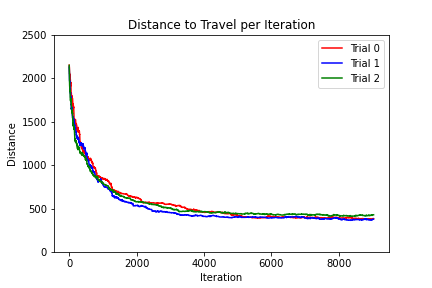 Distance to Travel per Iteration
2500
2000
1500
1000
500
0
Distance
Trial 0
Trial 1
Trial 2
0 2000 4000 6000 8000
Iteration